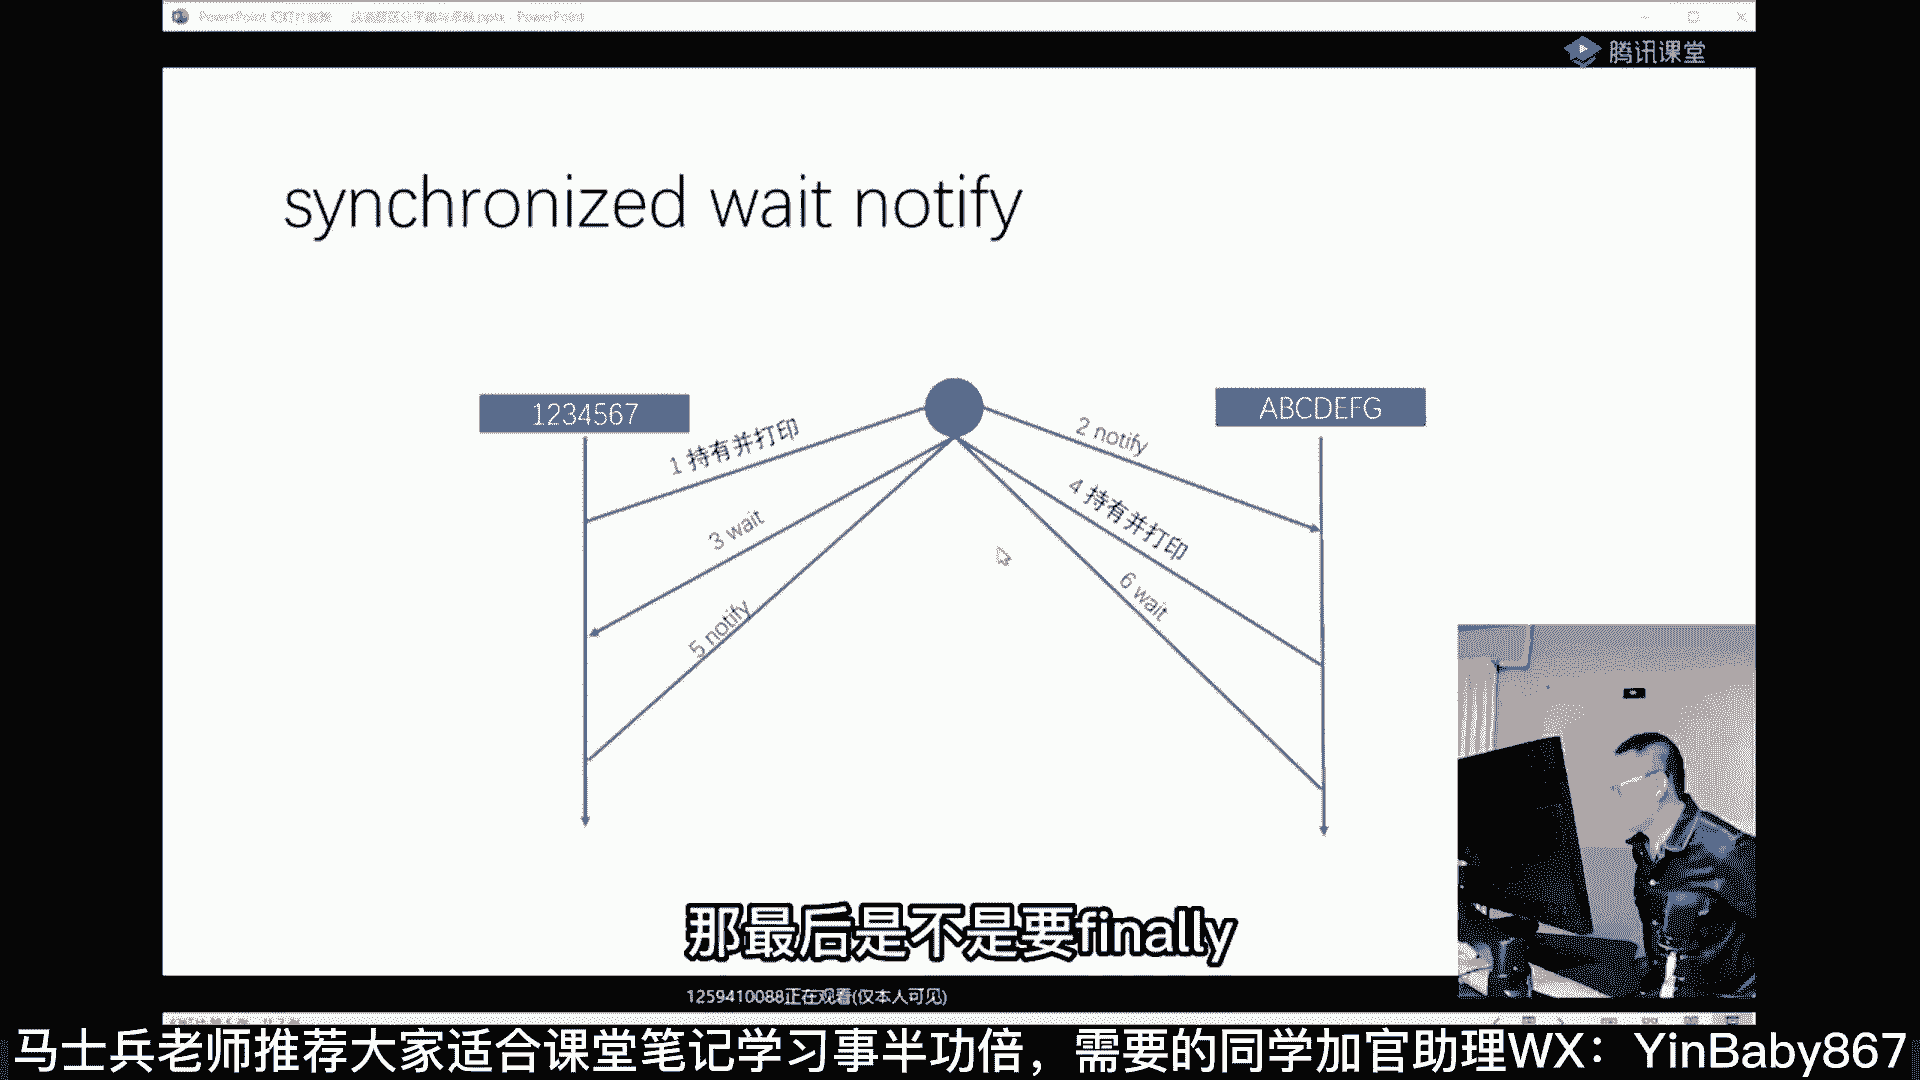 腾讯课堂
synchronized wait notify
1234567
ABCDEFG
1 持有并打印
2 notify
3 wait
4 持有并打印
5 notify
6 wait
那最后是不是要finally
1259410088正在观看(仅本人可见)
马士兵老师推荐大家适合课堂笔记学习事半功倍，需要的同学加官助理WX：YinBaby867